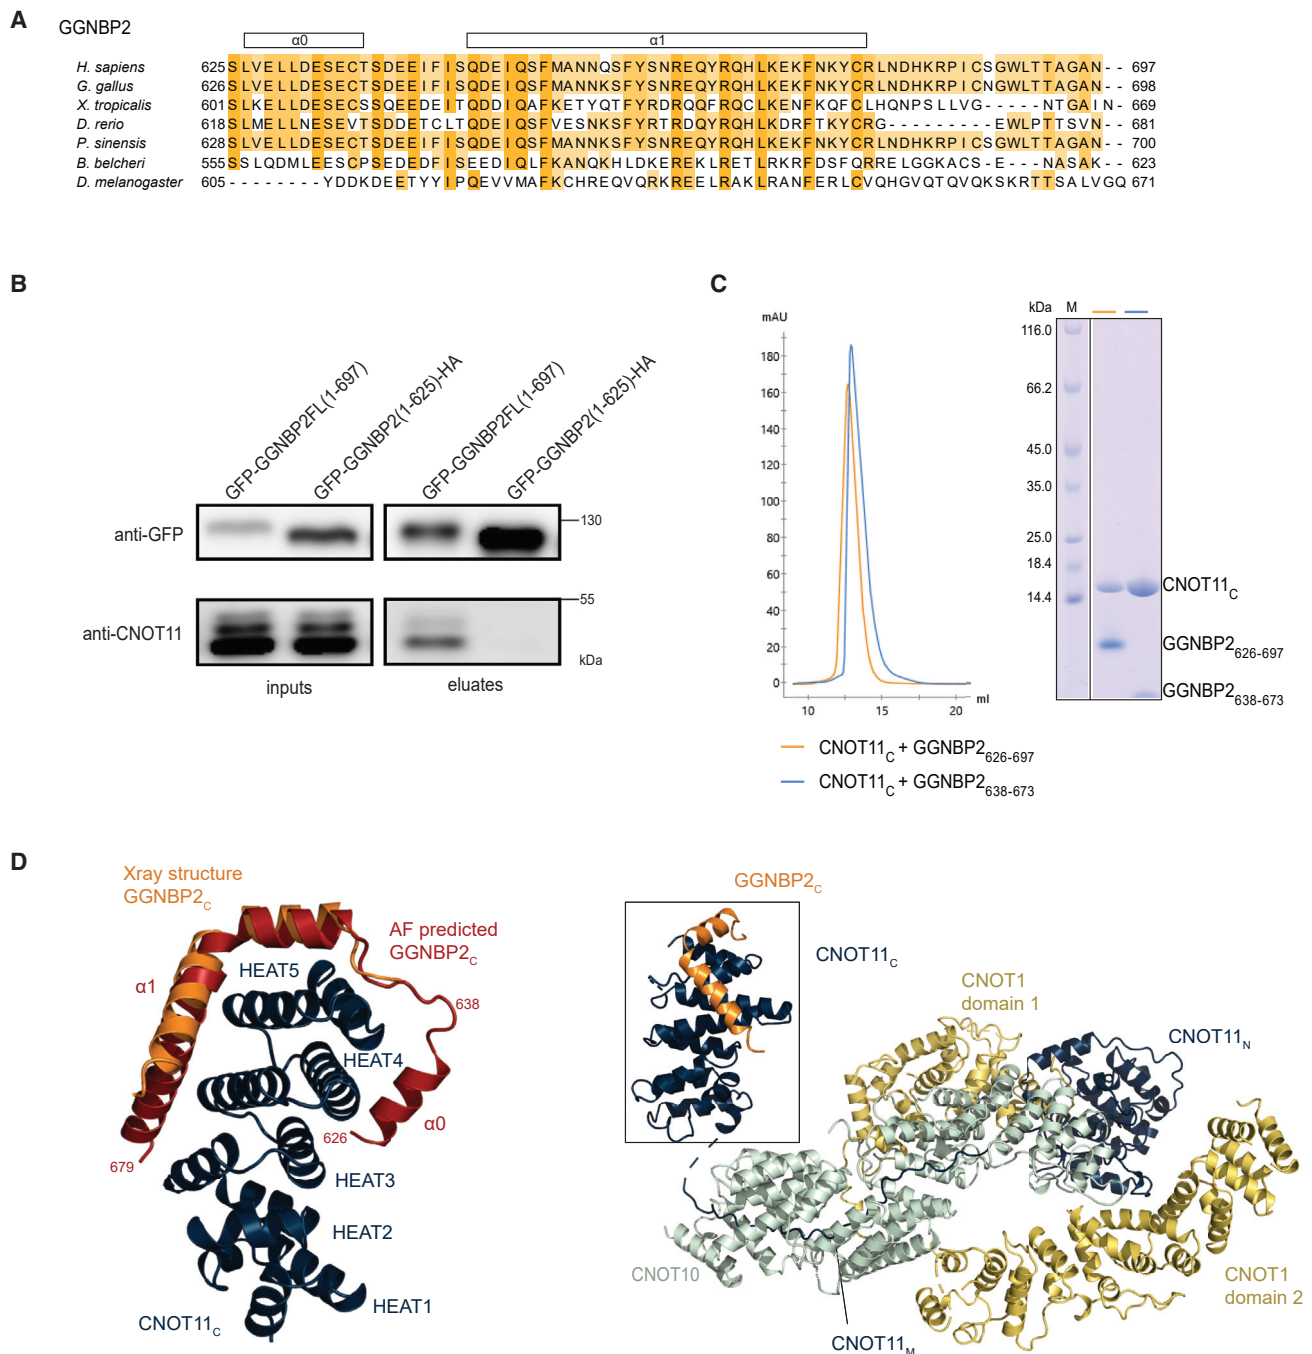 A
GGNBP2
α0
α1
H. sapiens 625 SLVELLDESECTSDEEIFISQDEIQSFMANNQSFYSNREQYRQHLKEKFNKYCRLNDHKRPICSGWLTTAGAN-- 697
G. gallus 626 SLVELLDESECTSDEEIFISQDEIQSFMANNKSFYSNREQYRQHLKEKFNKYCRLNDHKRPICNGWLTTAGAN-- 698
X. tropicalis 601 SLKELLDESECSSQEEDEITQDDIQAFKETYQTFYRDRQQFRQCLKENFKQFCLHQNPSLLVG-----NTGAIN- 669
D. rerio 618 SLMELLNESEVTSDDETCLTQDEIQSFVESNKSFYRTRDQYRQHLKDRFTKYCRG--------EWLPTTSVN- 681
P. sinensis 628 SLVELLDESECTSDEEIFISQDEIQSFMANNKSFYSNREQYRQHLKEKFNKYCRLNDHKRPICSGWLTTAGAN-- 700
B. belcheri 555 SSLQDMLEESCPSEDEDFISEEDIQLFKANQKHLDKEREKLRETLRKRFDSFQRRELGGKACS-E---NASAK-- 623
D. melanogaster 605 --------YDDKDEETYYIPQEVVMAFKCHREQVQRKREELRAKLRANFERLCVQHGVQTQVQKSKRTTSALVGQ 671
B
GFP-GGNBP2FL(1-697)
GFP-GGNBP2(1-625)-HA
GFP-GGNBP2FL(1-697)
GFP-GGNBP2(1-625)-HA
anti-GFP
130
anti-CNOT11
55
kDa
inputs
eluates
C
mAU
180
160
140
120
100
80
60
40
20
0
10
15
20
ml
CNOT11C + GGNBP2626-697
CNOT11C + GGNBP2638-673
kDa M
116.0
66.2
45.0
35.0
25.0
18.4
14.4
CNOT11C
GGNBP2626-697
GGNBP2638-673
D
Xray structure
GGNBP2C
AF predicted
GGNBP2C
α1
HEAT5
638
HEAT4
α0
626
679
HEAT3
HEAT2
HEAT1
CNOT11C
GGNBP2C
CNOT11C
CNOT1
domain 1
CNOT11N
CNOT10
CNOT11M
CNOT1
domain 2